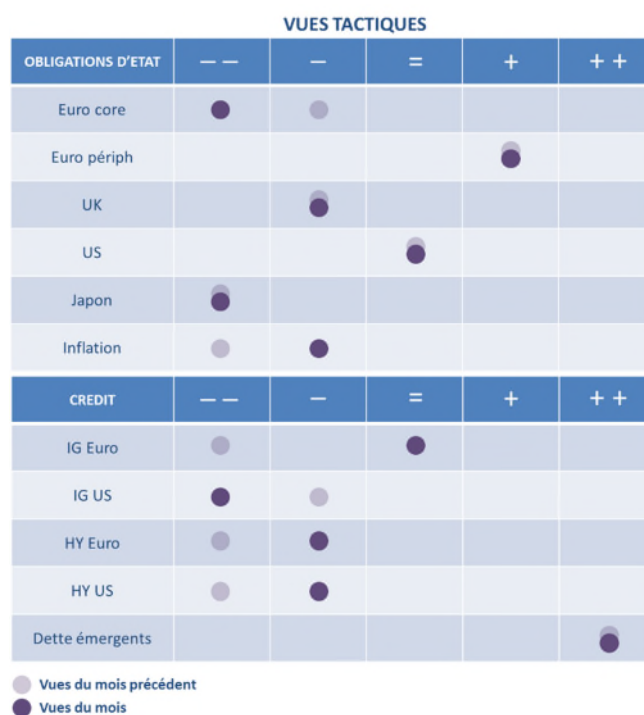 VUES TACTIQUES
OBLIGATIONS D'ETAT – – – = + + +
Euro core
Euro périph
UK
US
Japon
Inflation
CREDIT – – – = + + +
IG Euro
IG US
HY Euro
HY US
Dette émergents
Vues du mois précédent
Vues du mois